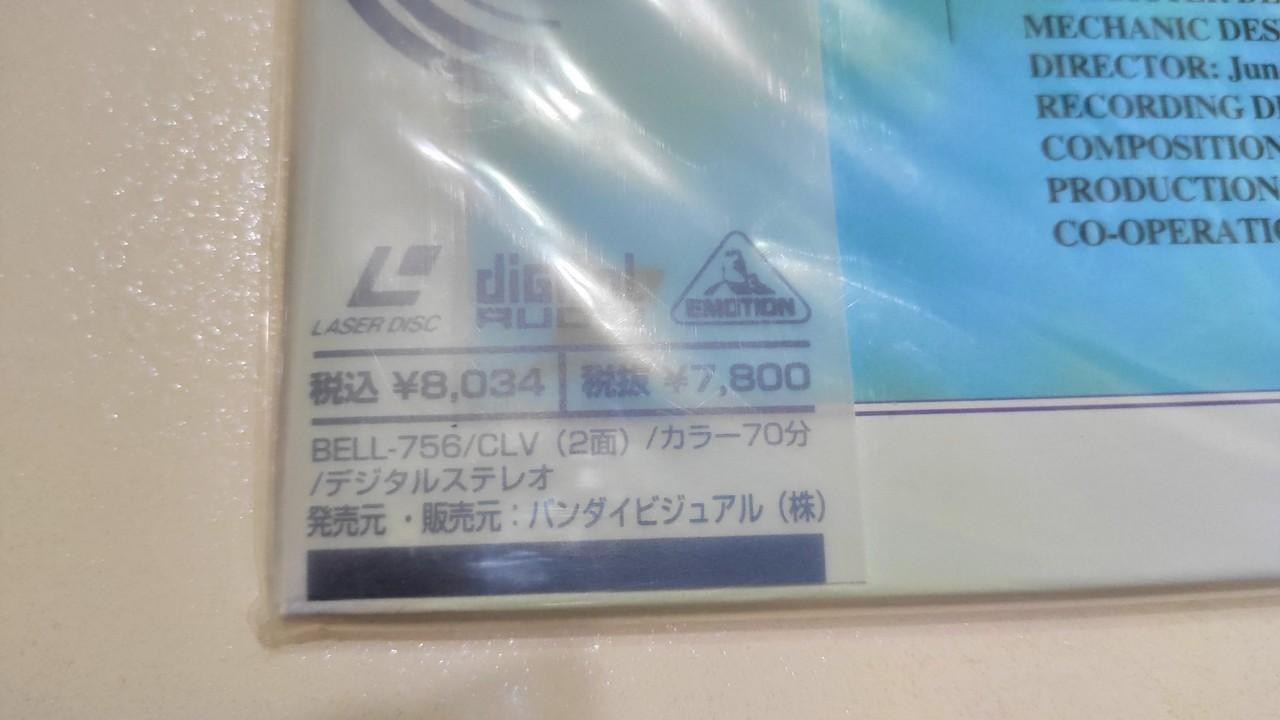 MECHANIC DES
DIRECTOR: Jun
RECORDING D
COMPOSITION
PRODUCTION
CO-OPERATI
LASER DISC
EMOTION
税込 ¥8,034 税抜 ¥7,800
BELL-756/CLV（2面）/カラー70分
/デジタルステレオ
発売元・販売元：バンダイビジュアル（株）